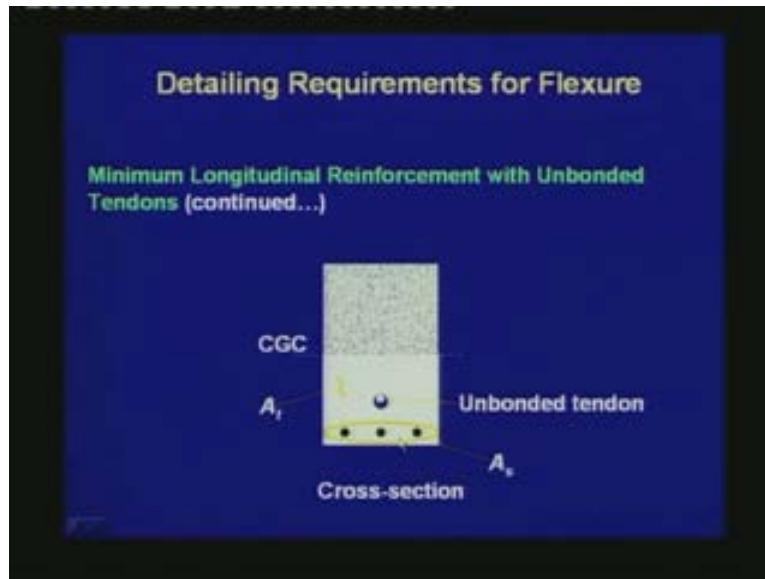 Detailing Requirements for Flexure
Minimum Longitudinal Reinforcement with Unbonded
Tendons (continued...)
CGC
Aₜ
Unbonded tendon
Aₛ
Cross-section